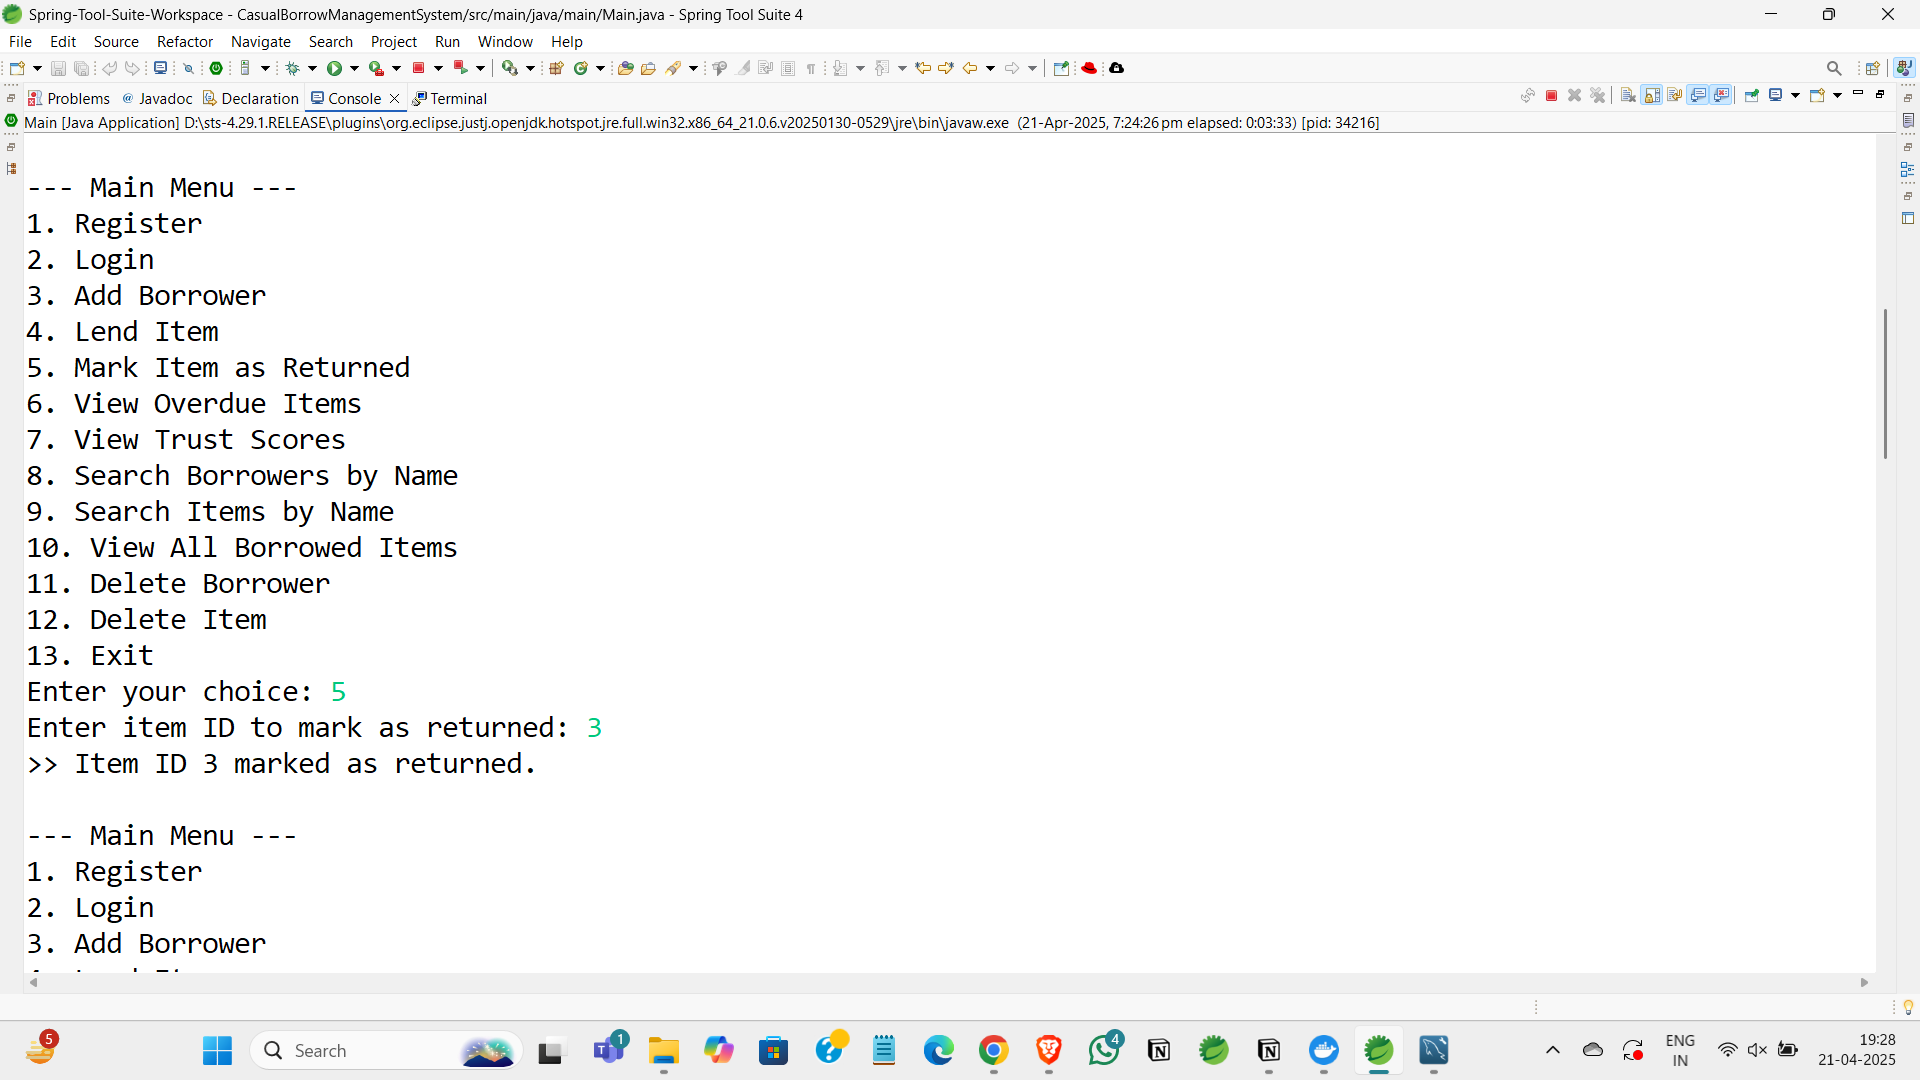 Spring-Tool-Suite-Workspace - CasualBorrowManagementSystem/src/main/java/main/Main.java - Spring Tool Suite 4
File Edit Source Refactor Navigate Search Project Run Window Help
Problems @ Javadoc Declaration Console Terminal
Main [Java Application] D:\sts-4.29.1.RELEASE\plugins\org.eclipse.justj.openjdk.hotspot.jre.full.win32.x86_64_21.0.6.v20250130-0529\jre\bin\javaw.exe (21-Apr-2025, 7:24:26 pm elapsed: 0:03:33) [pid: 34216]
--- Main Menu ---
1. Register
2. Login
3. Add Borrower
4. Lend Item
5. Mark Item as Returned
6. View Overdue Items
7. View Trust Scores
8. Search Borrowers by Name
9. Search Items by Name
10. View All Borrowed Items
11. Delete Borrower
12. Delete Item
13. Exit
Enter your choice: 5
Enter item ID to mark as returned: 3
>> Item ID 3 marked as returned.
--- Main Menu ---
1. Register
2. Login
3. Add Borrower
5
Search
1
4
ENG
IN
19:28
21-04-2025